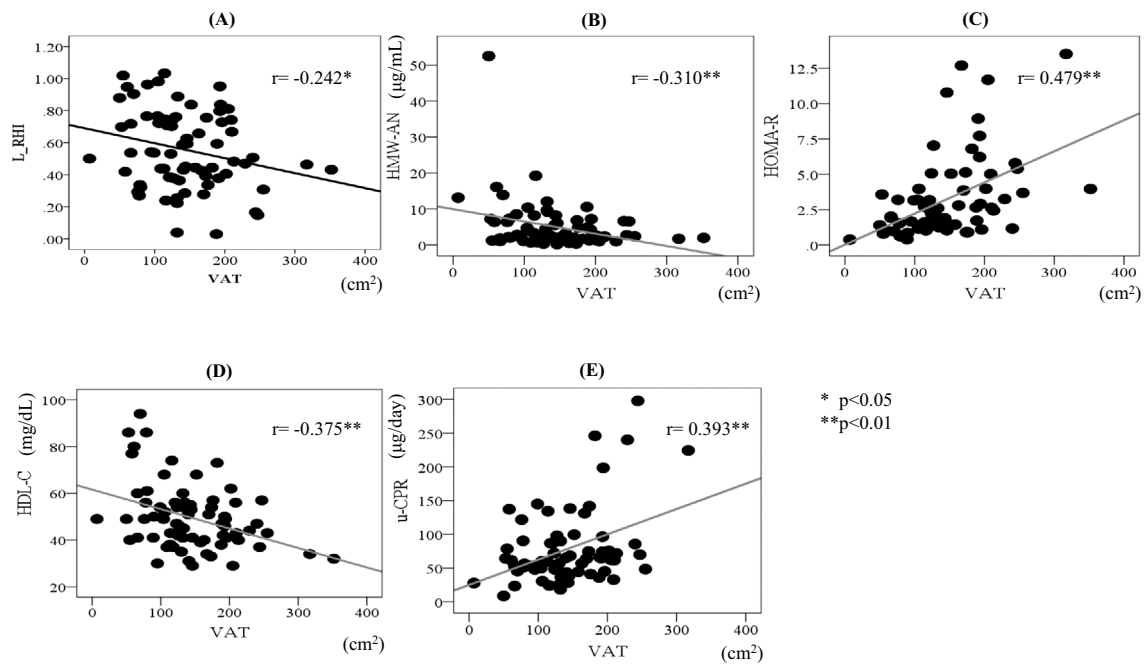 (A)
1.20
1.00
.80
.60
.40
.20
.00
L_RHI
r= -0.242*
0 100 200 300 400
VAT
(cm²)
(B)
50
40
30
20
10
0
HMW-AN (µg/mL)
r= -0.310**
0 100 200 300 400
VAT
(cm²)
(C)
12.5
10.0
7.5
5.0
2.5
0
HOMA-R
r= 0.479**
0 100 200 300 400
VAT
(cm²)
(D)
100
80
60
40
20
HDL-C (mg/dL)
r= -0.375**
0 100 200 300 400
VAT
(cm²)
(E)
300
250
200
150
100
50
0
u-CPR (µg/day)
r= 0.393**
0 100 200 300 400
VAT
(cm²)
* p<0.05
**p<0.01